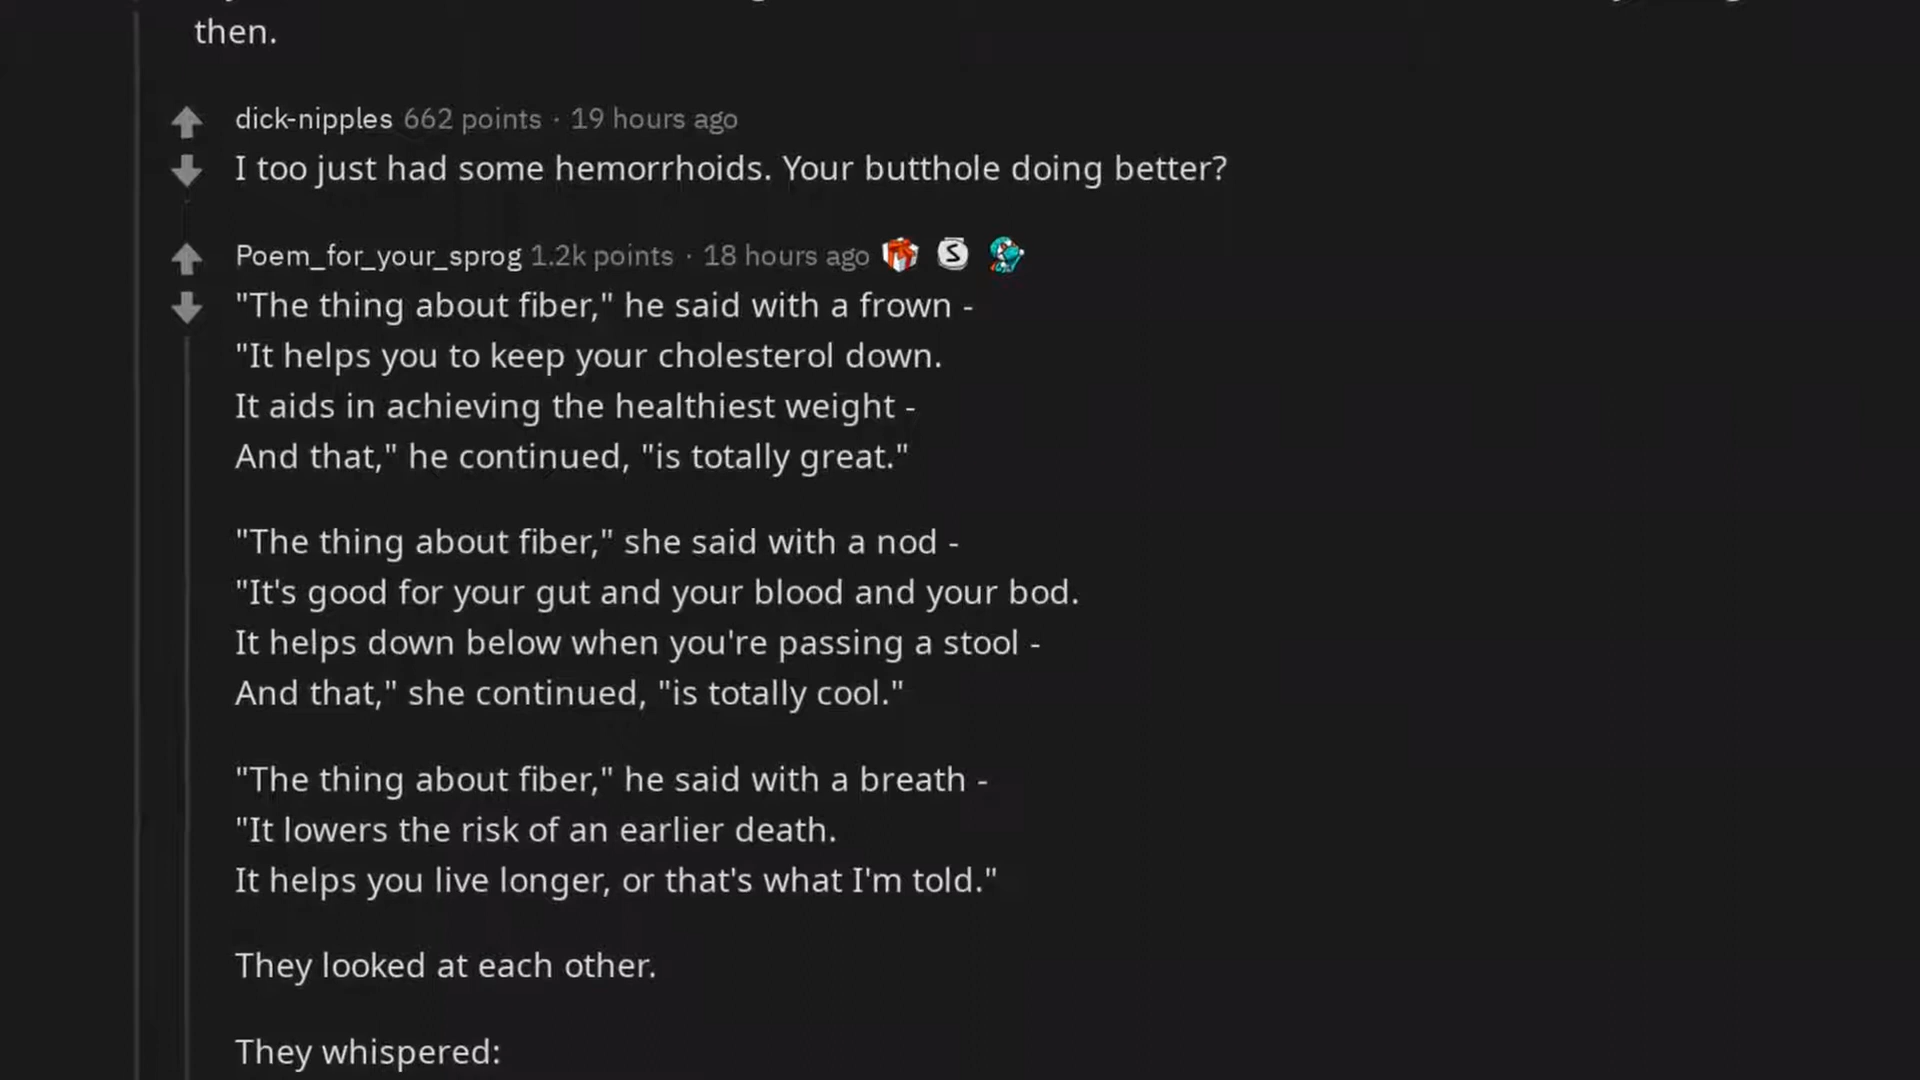 then.
dick-nipples 662 points · 19 hours ago
I too just had some hemorrhoids. Your butthole doing better?
Poem_for_your_sprog 1.2k points · 18 hours ago
"The thing about fiber," he said with a frown -
"It helps you to keep your cholesterol down.
It aids in achieving the healthiest weight -
And that," he continued, "is totally great."
"The thing about fiber," she said with a nod -
"It's good for your gut and your blood and your bod.
It helps down below when you're passing a stool -
And that," she continued, "is totally cool."
"The thing about fiber," he said with a breath -
"It lowers the risk of an earlier death.
It helps you live longer, or that's what I'm told."
They looked at each other.
They whispered: